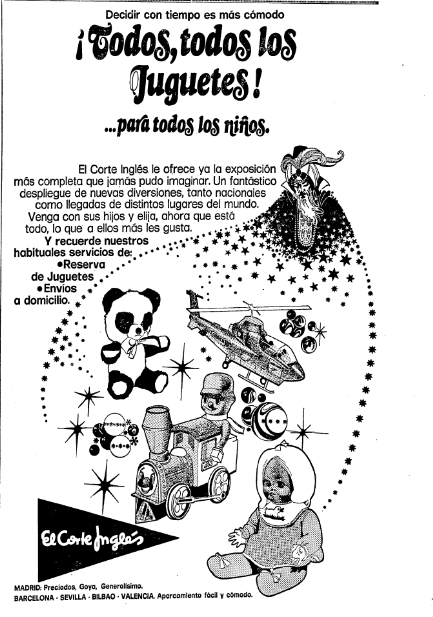 Decidir con tiempo es más cómodo
¡Todos, todos los
Juguetes!
...para todos los niños.
El Corte Inglés le ofrece ya la exposición
más completa que jamás pudo imaginar. Un fantástico
despliegue de nuevas diversiones, tanto nacionales
como llegadas de distintos lugares del mundo.
Venga con sus hijos y elija, ahora que está
todo, lo que a ellos más les gusta.
Y recuerde nuestros
habituales servicios de:
•Reserva
de Juguetes
•Envíos
a domicilio.
El Corte Inglés
MADRID: Preciados, Goya, Generalísimo.
BARCELONA - SEVILLA - BILBAO - VALENCIA. Aparcamiento fácil y cómodo.